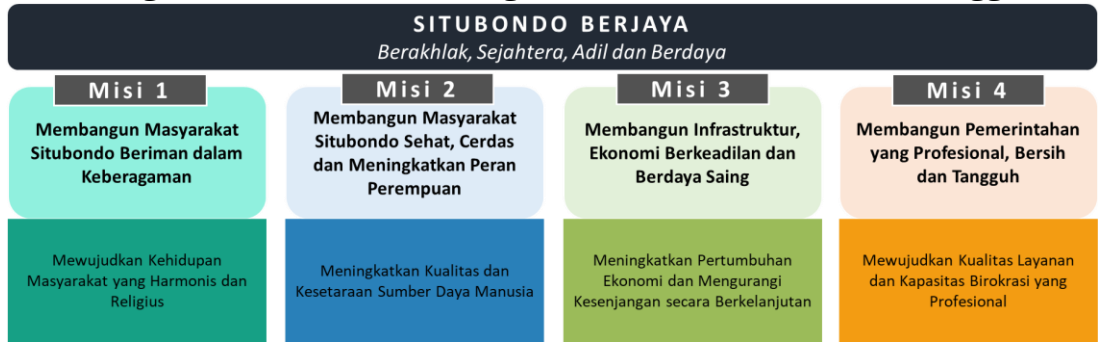 SITUBONDO BERJAYA
Berakhlak, Sejahtera, Adil dan Berdaya
Misi 1
Membangun Masyarakat
Situbondo Beriman dalam
Keberagaman
Mewujudkan Kehidupan
Masyarakat yang Harmonis dan
Religius
Misi 2
Membangun Masyarakat
Situbondo Sehat, Cerdas
dan Meningkatkan Peran
Perempuan
Meningkatkan Kualitas dan
Kesetaraan Sumber Daya Manusia
Misi 3
Membangun Infrastruktur,
Ekonomi Berkeadilan dan
Berdaya Saing
Meningkatkan Pertumbuhan
Ekonomi dan Mengurangi
Kesenjangan secara Berkelanjutan
Misi 4
Membangun Pemerintahan
yang Profesional, Bersih
dan Tangguh
Mewujudkan Kualitas Layanan
dan Kapasitas Birokrasi yang
Profesional